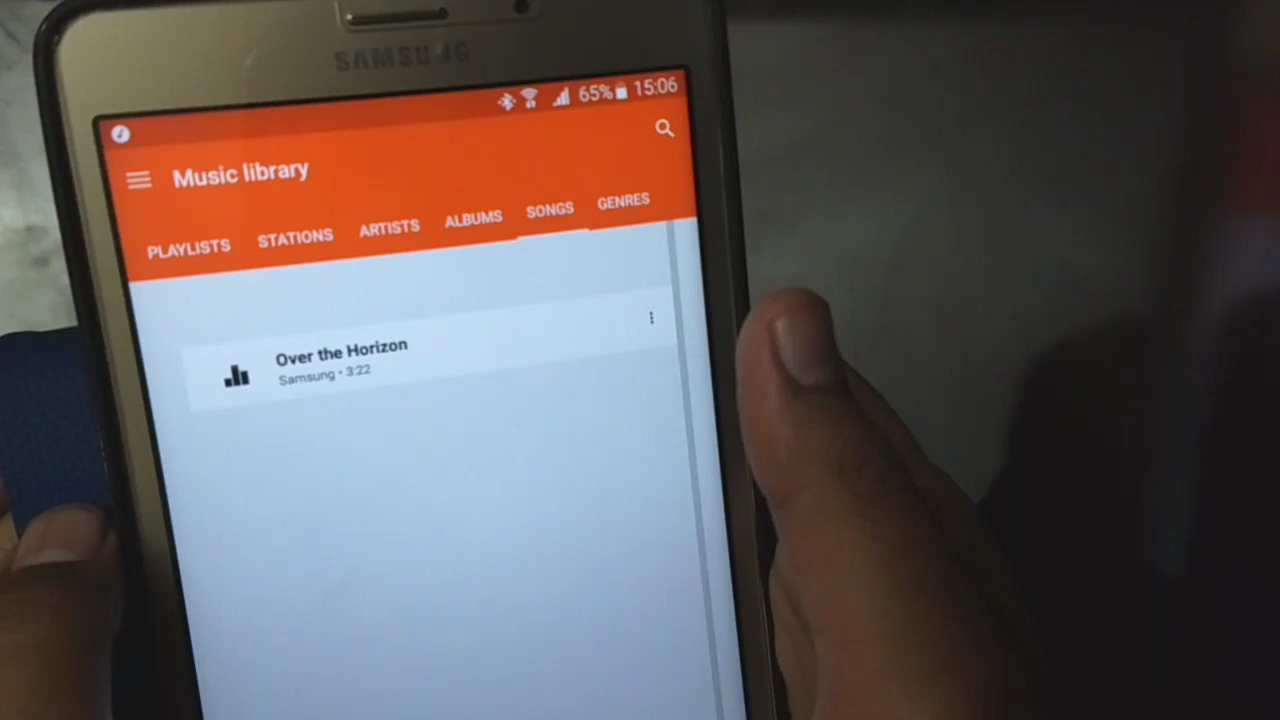 SAMSUNG
65% 15:06
Music library
PLAYLISTS STATIONS ARTISTS ALBUMS SONGS GENRES
Over the Horizon
Samsung • 3:22